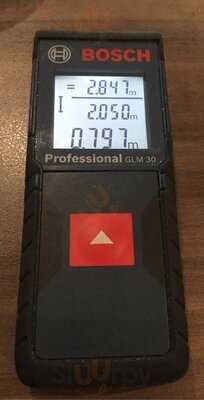 BOSCH
= 2.847m
I 2.050m
0.797m
Professional GLM 30